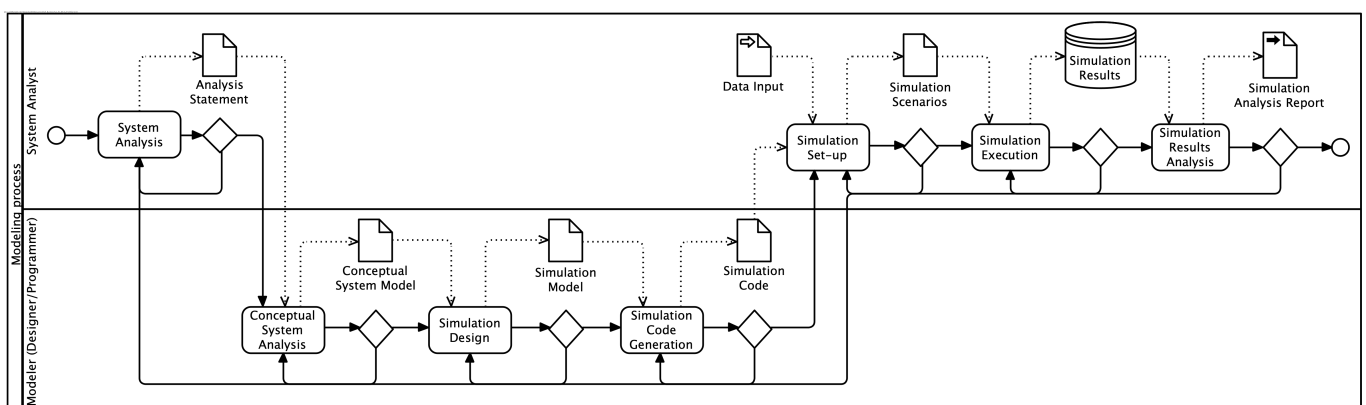 Modeling process
System Analyst
Analysis
Statement
System
Analysis
Data Input
Simulation
Scenarios
Simulation
Results
Simulation
Analysis Report
Simulation
Set-up
Simulation
Execution
Simulation
Results
Analysis
Modeler (Designer/Programmer)
Conceptual
System Model
Simulation
Model
Simulation
Code
Conceptual
System
Analysis
Simulation
Design
Simulation
Code
Generation